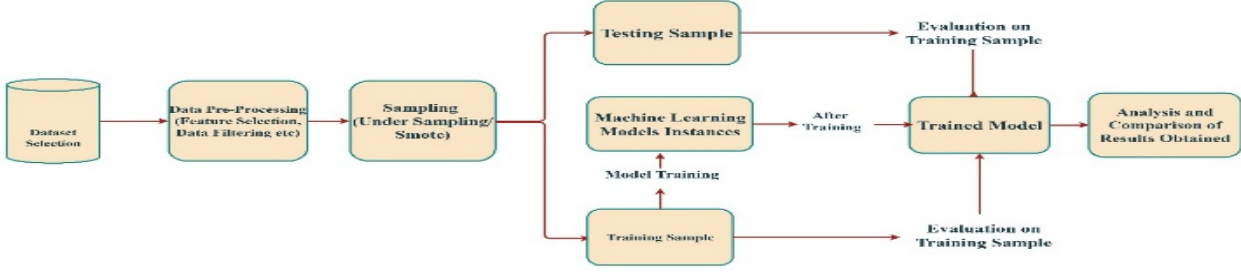 Dataset
Selection
Data Pre-Processing
(Feature Selection,
Data Filtering etc)
Sampling
(Under Sampling/
Smote)
Testing Sample
Evaluation on
Training Sample
Machine Learning
Models Instances
After
Training
Trained Model
Analysis and
Comparison of
Results Obtained
Model Training
Training Sample
Evaluation on
Training Sample